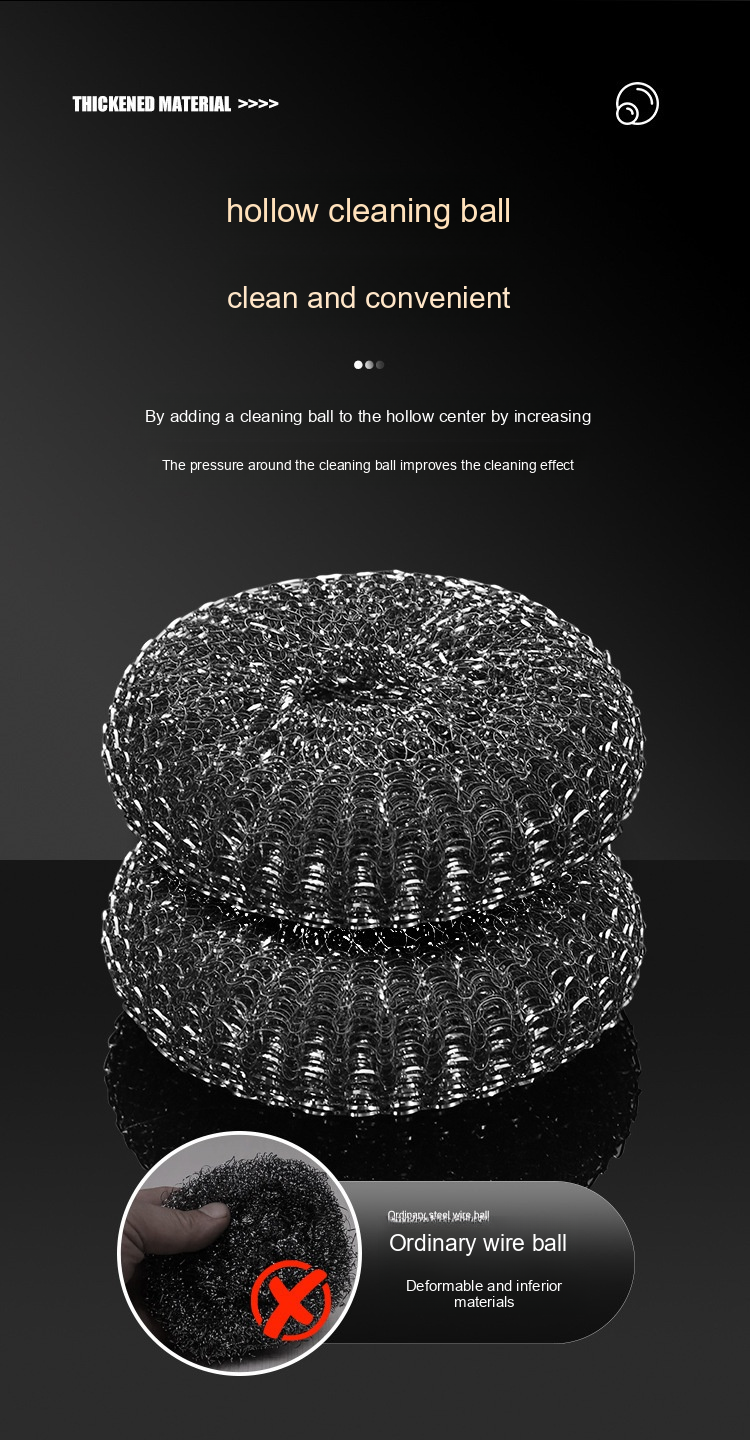 THICKENED MATERIAL >>>>
hollow cleaning ball
clean and convenient
By adding a cleaning ball to the hollow center by increasing
The pressure around the cleaning ball improves the cleaning effect
Ordinary steel wire ball
Ordinary wire ball
Deformable and inferior
materials